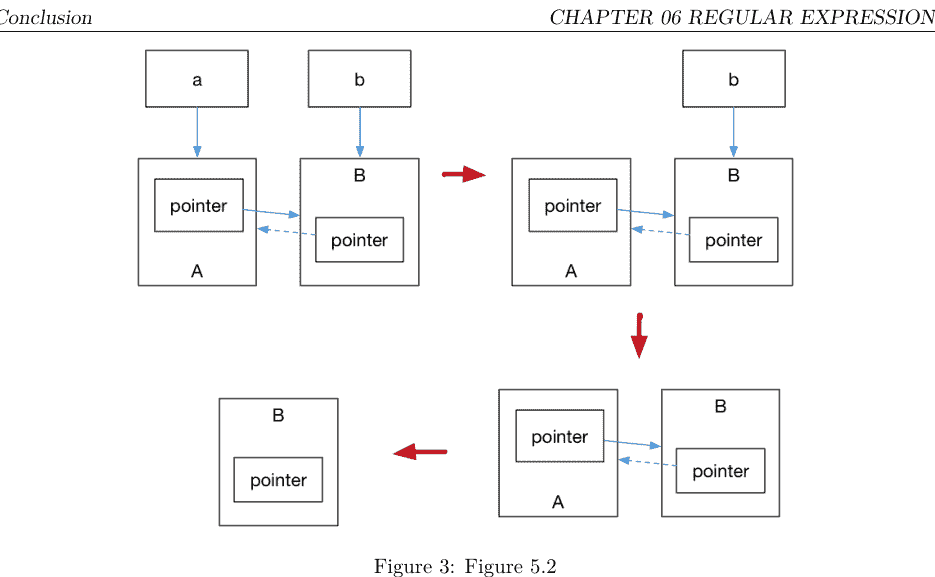 Conclusion CHAPTER 06 REGULAR EXPRESSION
a b b
B B
pointer pointer
pointer pointer
A A
B B
pointer
pointer pointer
A
Figure 3: Figure 5.2